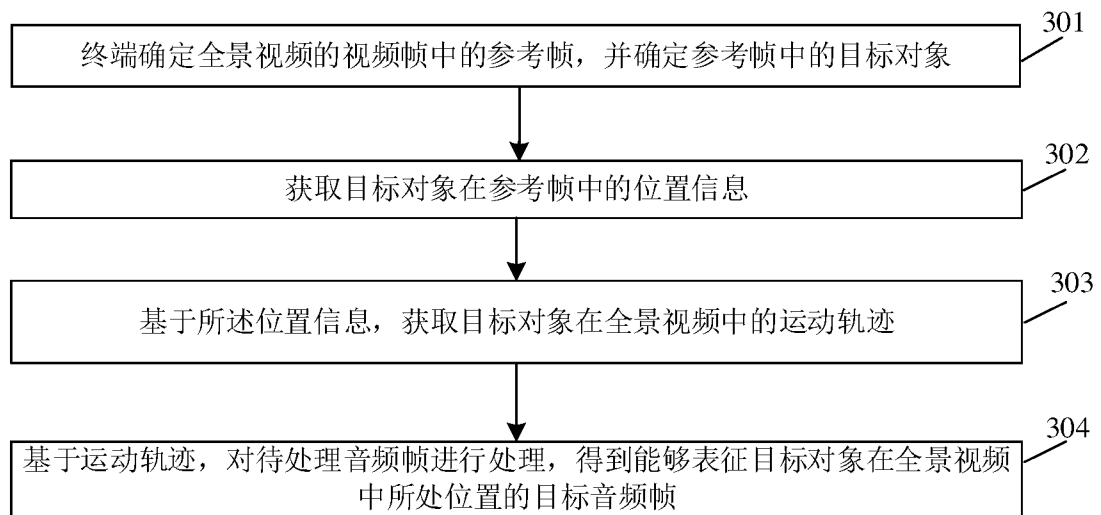 301
终端确定全景视频的视频帧中的参考帧，并确定参考帧中的目标对象
302
获取目标对象在参考帧中的位置信息
303
基于所述位置信息，获取目标对象在全景视频中的运动轨迹
304
基于运动轨迹，对待处理音频帧进行处理，得到能够表征目标对象在全景视频
中所处位置的目标音频帧